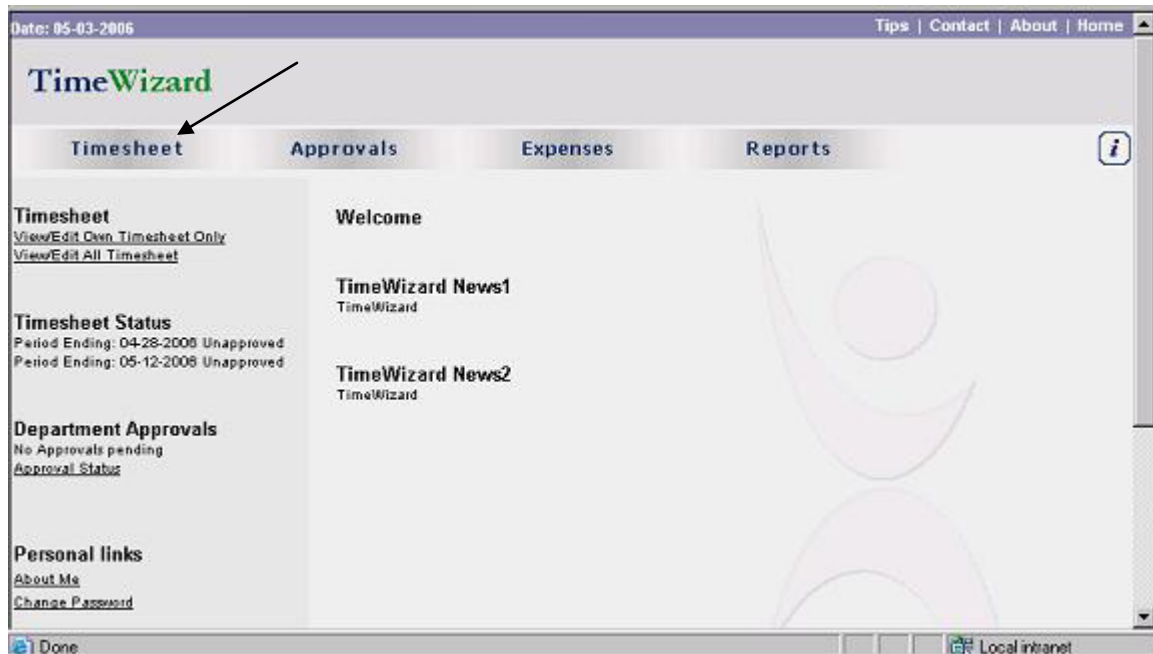 Date: 05-03-2006
Tips | Contact | About | Home
TimeWizard
Timesheet
Approvals
Expenses
Reports
i
Timesheet
View/Edit Own Timesheet Only
View/Edit All Timesheet
Timesheet Status
Period Ending: 04-28-2006 Unapproved
Period Ending: 05-12-2006 Unapproved
Department Approvals
No Approvals pending
Approval Status
Personal links
About Me
Change Password
Welcome
TimeWizard News1
TimeWizard
TimeWizard News2
TimeWizard
Done
Local intranet